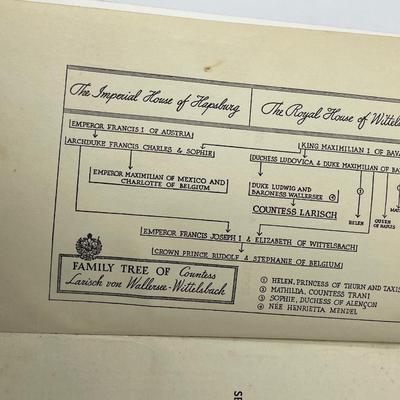 The Imperial House of Hapsburg
The Royal House of Wittels
EMPEROR FRANCIS I OF AUSTRIA
KING MAXIMILIAN I OF BAVA
ARCHDUKE FRANCIS CHARLES & SOPHIE
DUCHESS LUDOVICA & DUKE MAXIMILIAN OF BA
EMPEROR MAXIMILIAN OF MEXICO AND
CHARLOTTE OF BELGIUM
DUKE LUDWIG AND
BARONESS WALLERSEE ④
COUNTESS LARISCH
HELEN
QUEEN
OF NAPLES
MAT
EMPEROR FRANCIS JOSEPH I & ELIZABETH OF WITTELSBACH
CROWN PRINCE RUDOLF & STEPHANIE OF BELGIUM
FAMILY TREE OF Countess
Larisch von Wallersee-Wittelsbach
① HELEN, PRINCESS OF THURN AND TAXIS
② MATHILDA, COUNTESS TRANI
③ SOPHIE, DUCHESS OF ALENÇON
④ NÉE HENRIETTA MENDEL
SE